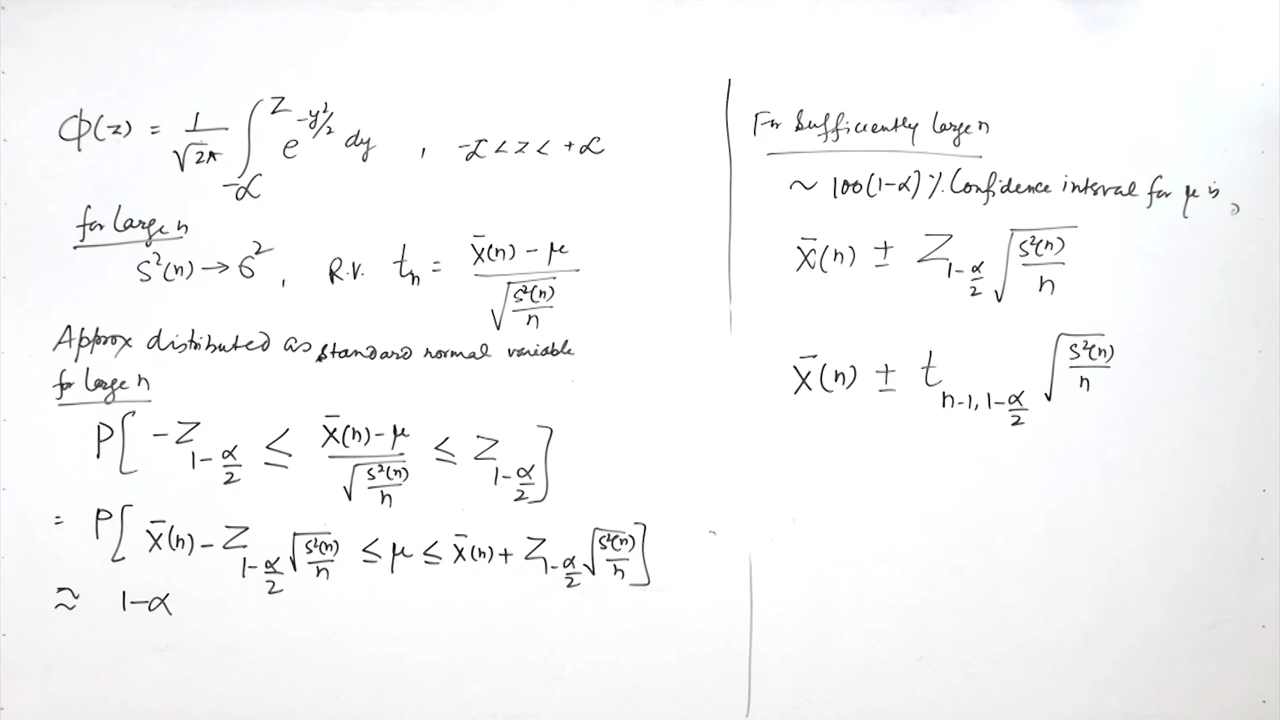 Φ(z) = 1/√2π ∫_{-∞}^{z} e^{-y²/2} dy , -∞ < z < +∞
for large n
S²(n) → σ², R.V. t_n = (X̄(n) - μ) / √(S²(n)/n)
Approx distributed as standard normal variable
for large n
P[ -Z_{1-α/2} ≤ (X̄(n) - μ) / √(S²(n)/n) ≤ Z_{1-α/2} ]
= P[ X̄(n) - Z_{1-α/2} √(S²(n)/n) ≤ μ ≤ X̄(n) + Z_{1-α/2} √(S²(n)/n) ]
≈ 1-α
For Sufficiently large n
~ 100(1-α) % Confidence interval for μ is,
X̄(n) ± Z_{1-α/2} √(S²(n)/n)
X̄(n) ± t_{n-1, 1-α/2} √(S²(n)/n)